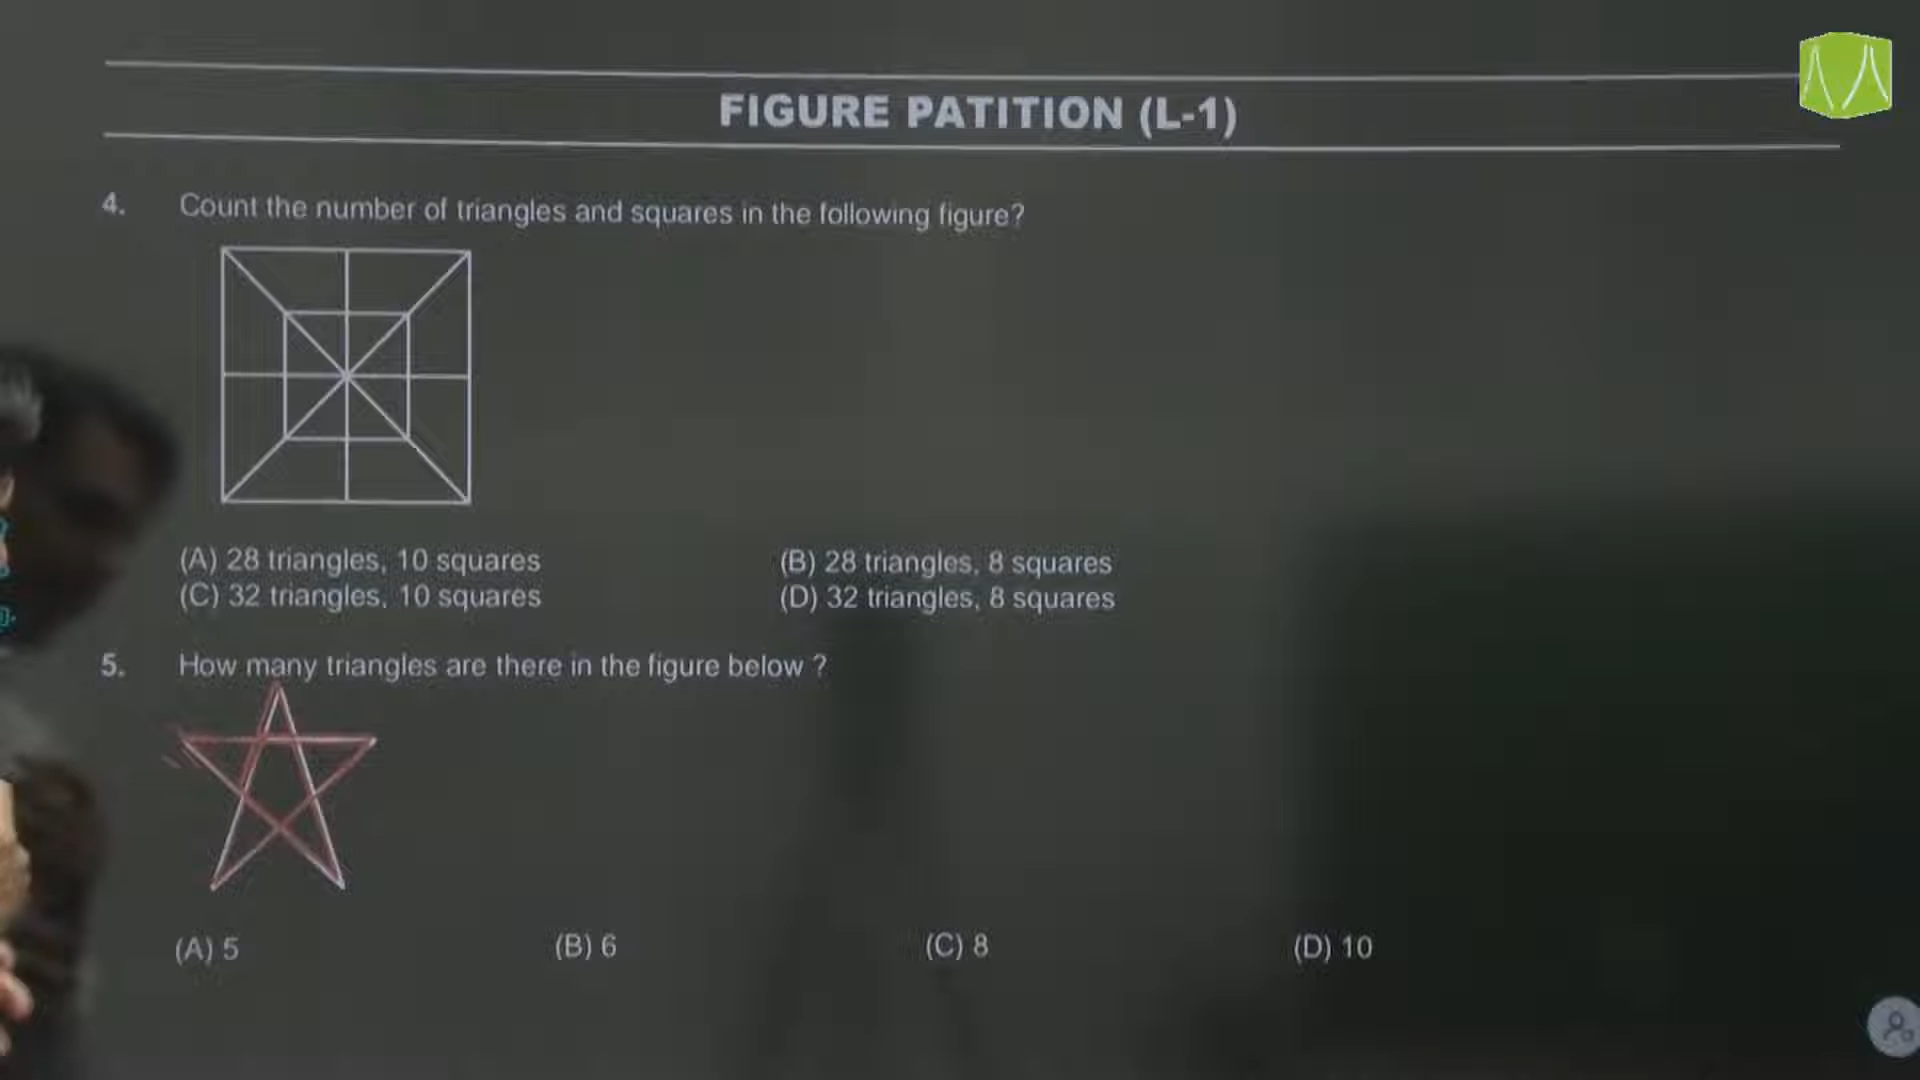 FIGURE PATITION (L-1)
4. Count the number of triangles and squares in the following figure?
(A) 28 triangles, 10 squares (B) 28 triangles, 8 squares
(C) 32 triangles, 10 squares (D) 32 triangles, 8 squares
5. How many triangles are there in the figure below ?
(A) 5 (B) 6 (C) 8 (D) 10